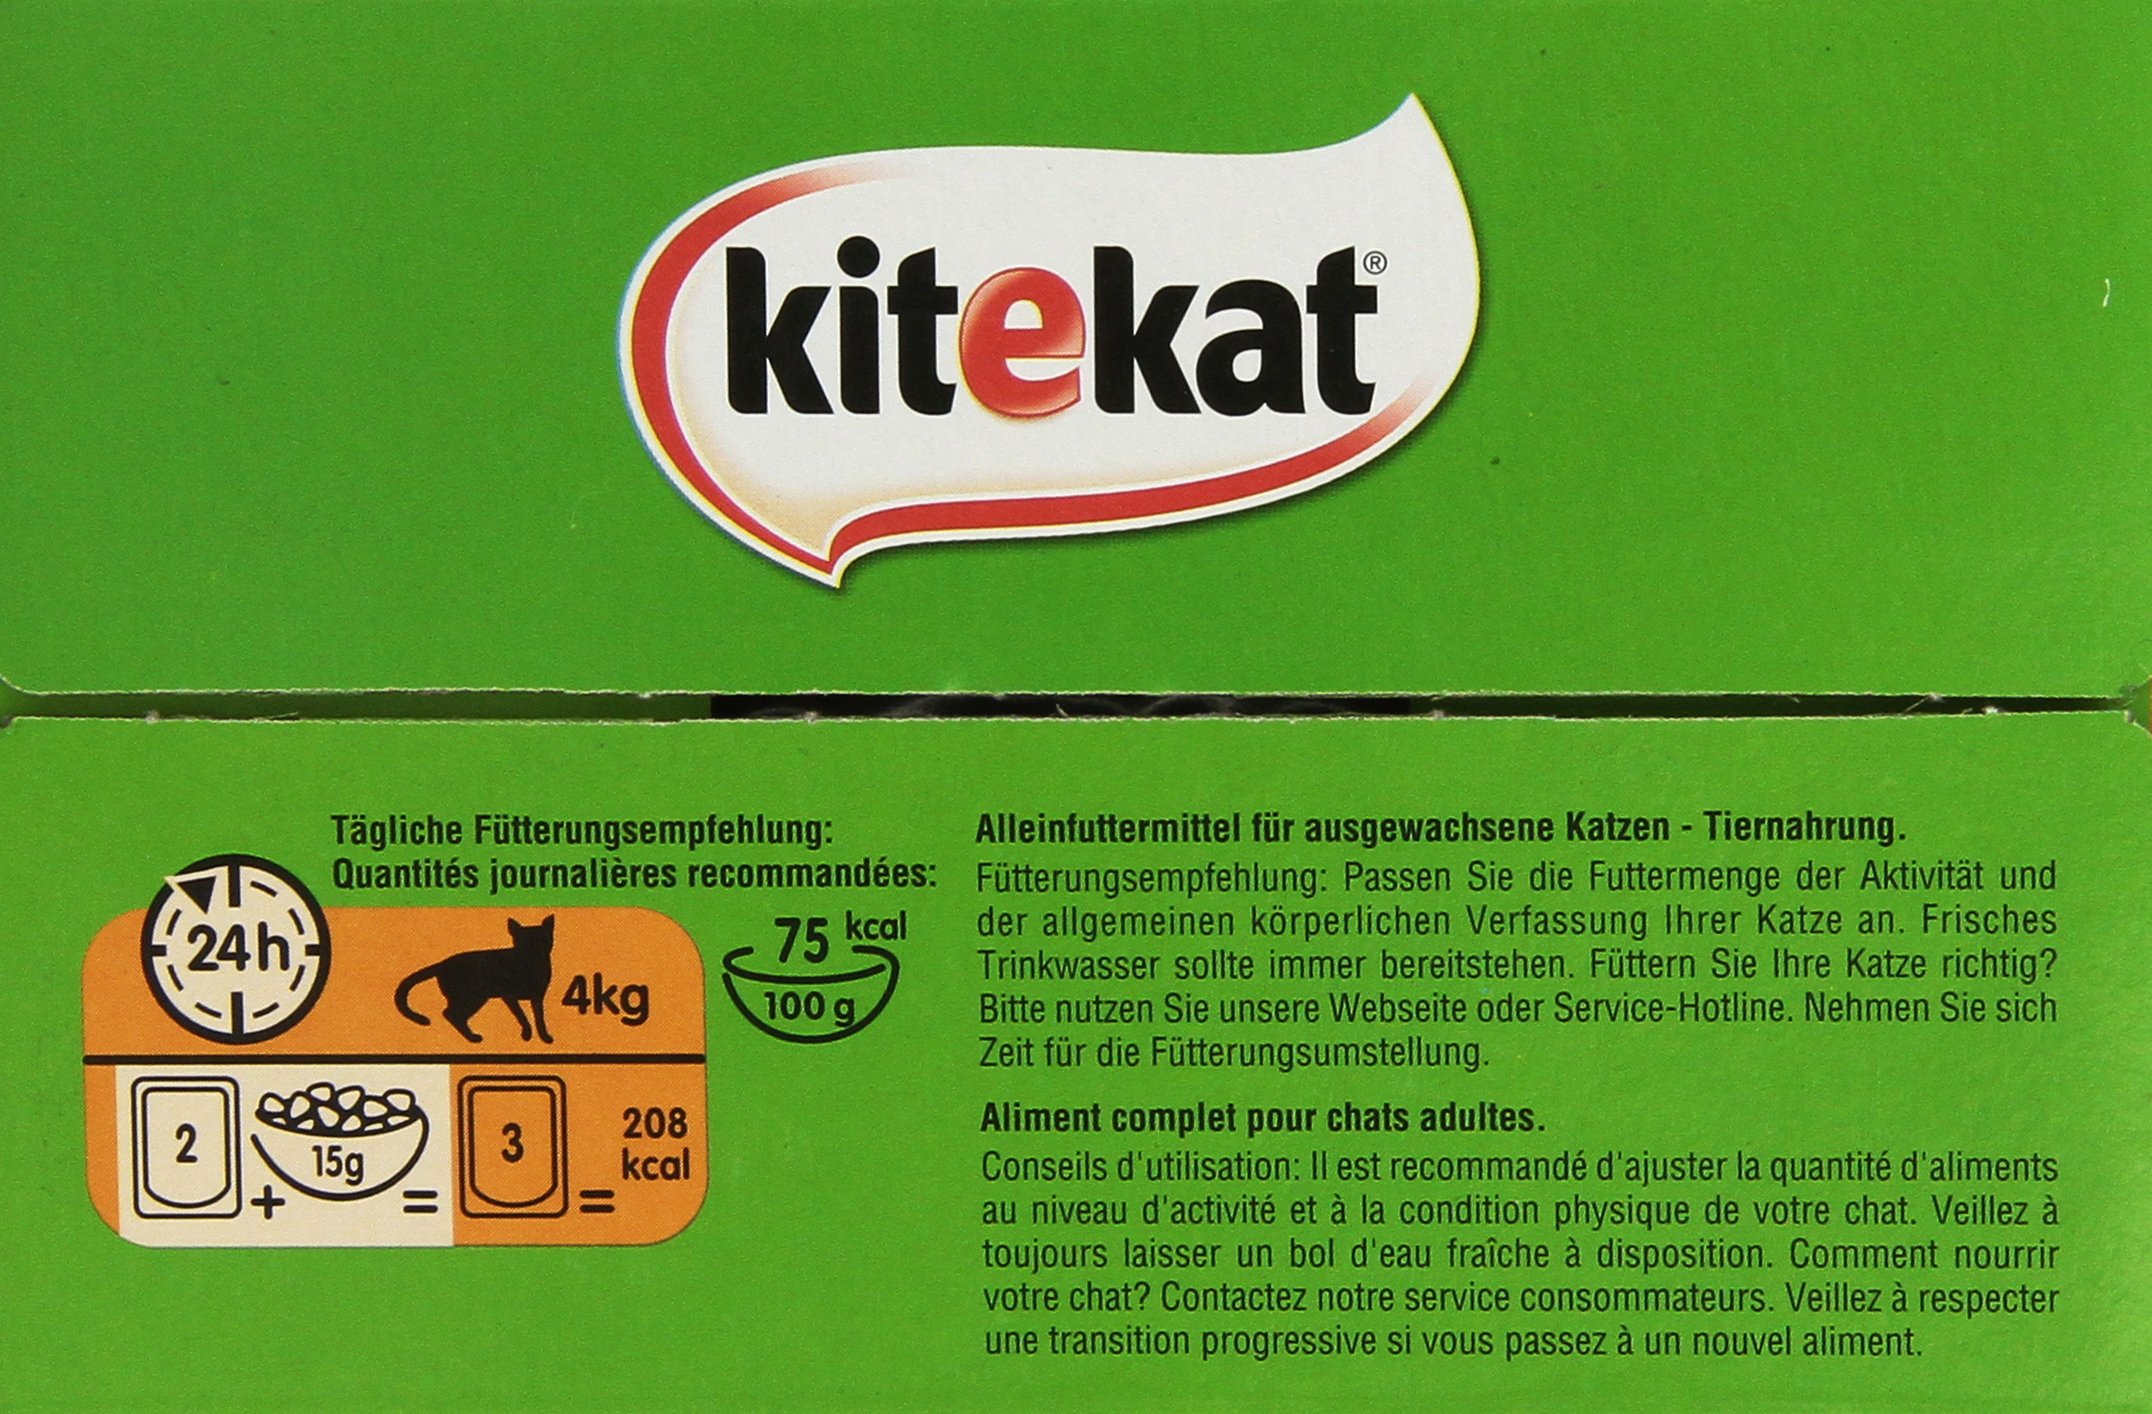 kitekat®
Tägliche Fütterungsempfehlung:
Quantités journalières recommandées:
24h
4kg
75 kcal
100 g
2
+
15g
=
3
=
208
kcal
Alleinfuttermittel für ausgewachsene Katzen - Tiernahrung.
Fütterungsempfehlung: Passen Sie die Futtermenge der Aktivität und
der allgemeinen körperlichen Verfassung Ihrer Katze an. Frisches
Trinkwasser sollte immer bereitstehen. Füttern Sie Ihre Katze richtig?
Bitte nutzen Sie unsere Webseite oder Service-Hotline. Nehmen Sie sich
Zeit für die Fütterungsumstellung.
Aliment complet pour chats adultes.
Conseils d'utilisation: Il est recommandé d'ajuster la quantité d'aliments
au niveau d'activité et à la condition physique de votre chat. Veillez à
toujours laisser un bol d'eau fraîche à disposition. Comment nourrir
votre chat? Contactez notre service consommateurs. Veillez à respecter
une transition progressive si vous passez à un nouvel aliment.